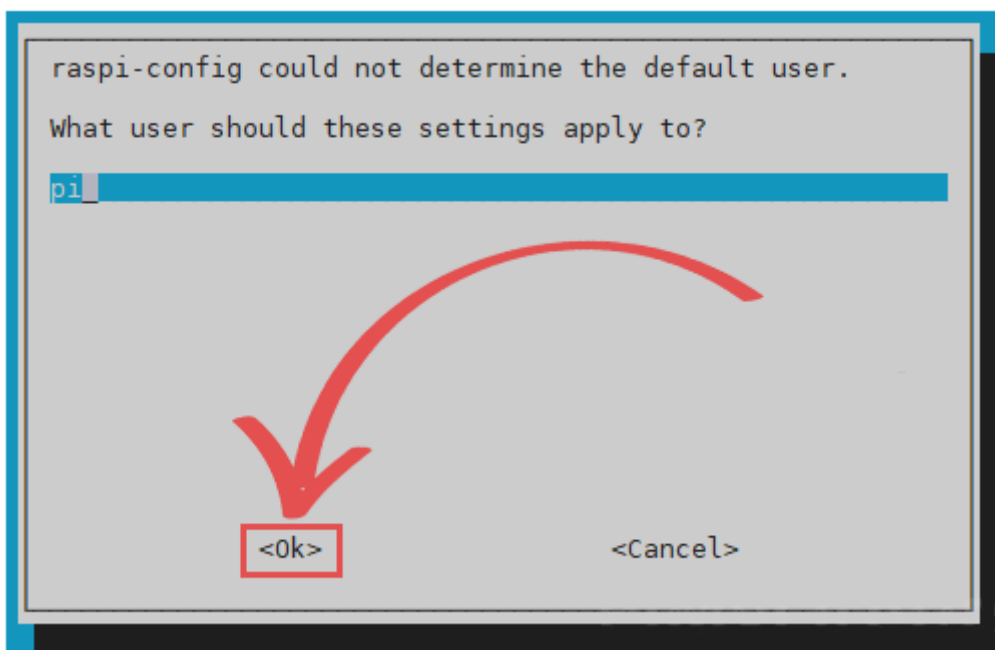 raspi-config could not determine the default user.
What user should these settings apply to?
pi_
<Ok>
<Cancel>